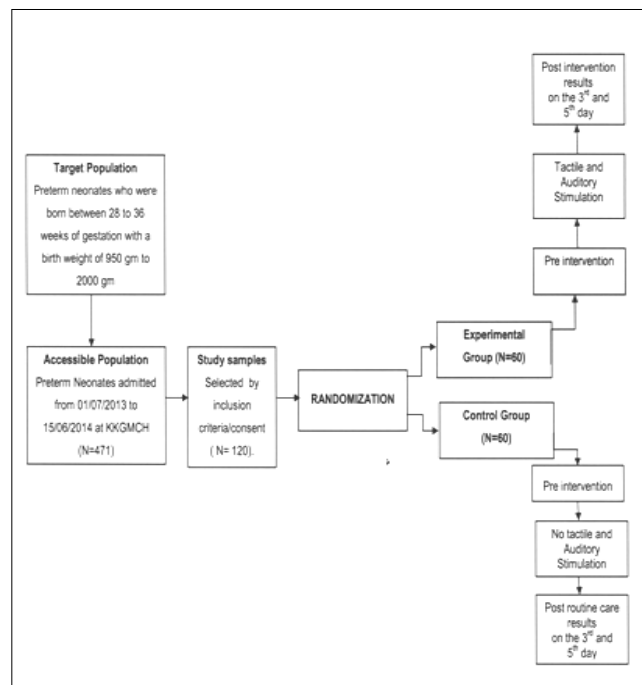 Target Population
Preterm neonates who were
born between 28 to 36
weeks of gestation with a
birth weight of 950 gm to
2000 gm
Accessible Population
Preterm Neonates admitted
from 01/07/2013 to
15/06/2014 at KKGMCH
(N=471)
Study samples
Selected by
inclusion
criteria/consent
( N= 120).
RANDOMIZATION
Experimental
Group (N=60)
Pre intervention
Tactile and
Auditory
Stimulation
Post intervention
results
on the 3rd and
5th day
Control Group
(N=60)
Pre intervention
No tactile and
Auditory
Stimulation
Post routine care
results
on the 3rd and
5th day